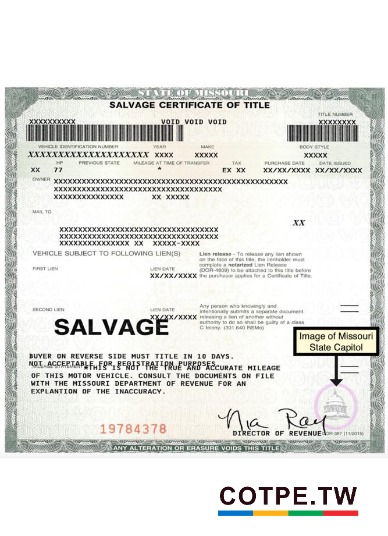 STATE OF MISSOURI
SALVAGE CERTIFICATE OF TITLE
TITLE NUMBER
XXXXXXXXXX VOID VOID VOID XXXXXXXX
VEHICLE IDENTIFICATION NUMBER YEAR MAKE BODY STYLE
XXXXXXXXXXXXXXXXXXXXX XXXX XXXXX XXXXX
HP PREVIOUS STATE MILEAGE AT TIME OF TRANSFER TAX PURCHASE DATE DATE ISSUED
XX 77 * EX XX XX/XX/XXXX XX/XX/XXXX
OWNER XXXXXXXXXXXXXXXXXXXXXXXXXXXXXXXXXXXXXXXXX
XXXXXXXXXXXXXXXXXXXXXXXXXX
XXXXXXXXXXXXXXX XX XXXXX
MAIL TO
XX
XXXXXXXXXXXXXXXXXXXXXXXXXX
XXXXXXXXXXXXXXXXXXXXXXXXXX
XXXXXXXXXXXXXXXXX XX XXXXX-XXXX
VEHICLE SUBJECT TO FOLLOWING LIEN(S)
Lien release - To release any lien shown
on the face of this title, the lienholder must
complete a notarized Lien Release
(DOR-4809) to be attached to this title before
the purchaser applies for a Certificate of Title.
FIRST LIEN LIEN DATE
XX/XX/XXXX
SECOND LIEN LIEN DATE
XX/XX/XXXX
Any person who knowingly and
intentionally submits a separate document
releasing a lien of another without
authority to do so shall be guilty of a class
C felony. (301.640 RSMo)
SALVAGE
Image of Missouri
State Capitol
BUYER ON REVERSE SIDE MUST TITLE IN 10 DAYS.
NOT ACCEPTABLE FOR REGISTRATION PURPOSES
*THIS IS NOT THE TRUE AND ACCURATE MILEAGE
OF THIS MOTOR VEHICLE. CONSULT THE DOCUMENTS ON FILE
WITH THE MISSOURI DEPARTMENT OF REVENUE FOR AN
EXPLANTION OF THE INACCURACY.
Nia Ray
19784378
DIRECTOR OF REVENUE
ANY ALTERATION OR ERASURE VOIDS THIS TITLE
COTPE.TW